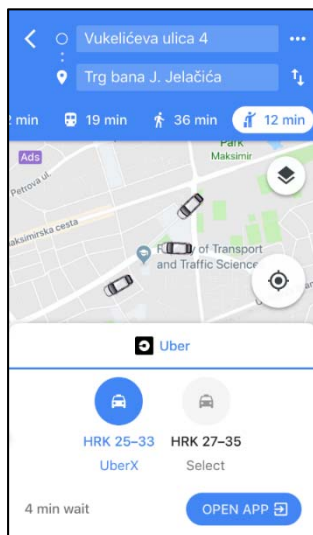 Vukelićeva ulica 4
Trg bana J. Jelačića
min
19 min
36 min
12 min
Park
Maksimir
Ads
Petrova ul.
aksimirska cesta
of Transport
and Traffic Science
Uber
HRK 25–33
HRK 27–35
UberX
Select
4 min wait
OPEN APP